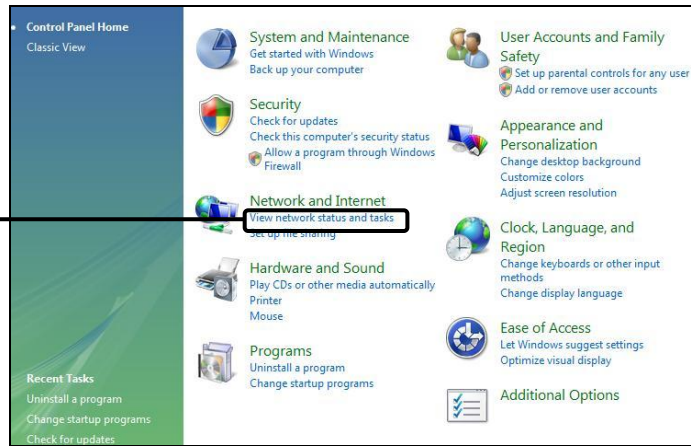 Control Panel Home
Classic View
System and Maintenance
Get started with Windows
Back up your computer
Security
Check for updates
Check this computer's security status
Allow a program through Windows
Firewall
Network and Internet
View network status and tasks
Set up file sharing
Hardware and Sound
Play CDs or other media automatically
Printer
Mouse
Programs
Uninstall a program
Change startup programs
User Accounts and Family
Safety
Set up parental controls for any user
Add or remove user accounts
Appearance and
Personalization
Change desktop background
Customize colors
Adjust screen resolution
Clock, Language, and
Region
Change keyboards or other input
methods
Change display language
Ease of Access
Let Windows suggest settings
Optimize visual display
Additional Options
Recent Tasks
Uninstall a program
Change startup programs
Check for updates